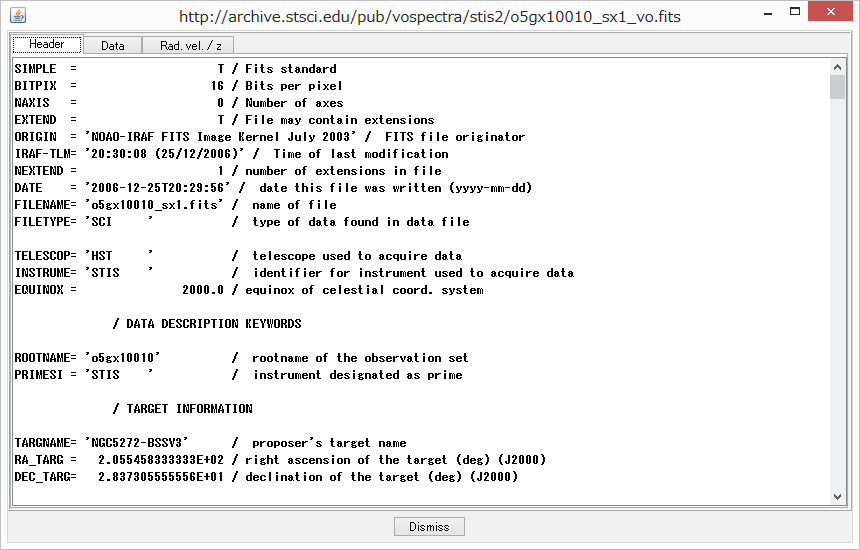 http://archive.stsci.edu/pub/vospectra/stis2/o5gx10010_sx1_vo.fits
Header Data Rad. vel. / z
SIMPLE  =                    T / Fits standard
BITPIX  =                   16 / Bits per pixel
NAXIS   =                    0 / Number of axes
EXTEND  =                    T / File may contain extensions
ORIGIN  = 'NOAO-IRAF FITS Image Kernel July 2003' /  FITS file originator
IRAF-TLM= '20:30:08 (25/12/2006)' /  Time of last modification
NEXTEND =                    1 / number of extensions in file
DATE    = '2006-12-25T20:29:56' /  date this file was written (yyyy-mm-dd)
FILENAME= 'o5gx10010_sx1.fits' /  name of file
FILETYPE= 'SCI     '           /  type of data found in data file
TELESCOP= 'HST     '           /  telescope used to acquire data
INSTRUME= 'STIS    '           /  identifier for instrument used to acquire data
EQUINOX =               2000.0 / equinox of celestial coord. system
/ DATA DESCRIPTION KEYWORDS
ROOTNAME= 'o5gx10010'          /  rootname of the observation set
PRIMESI = 'STIS    '           /  instrument designated as prime
/ TARGET INFORMATION
TARGNAME= 'NGC5272-BSSV3'      /  proposer's target name
RA_TARG =   2.055458333333E+02 / right ascension of the target (deg) (J2000)
DEC_TARG=   2.837305555556E+01 / declination of the target (deg) (J2000)
Dismiss